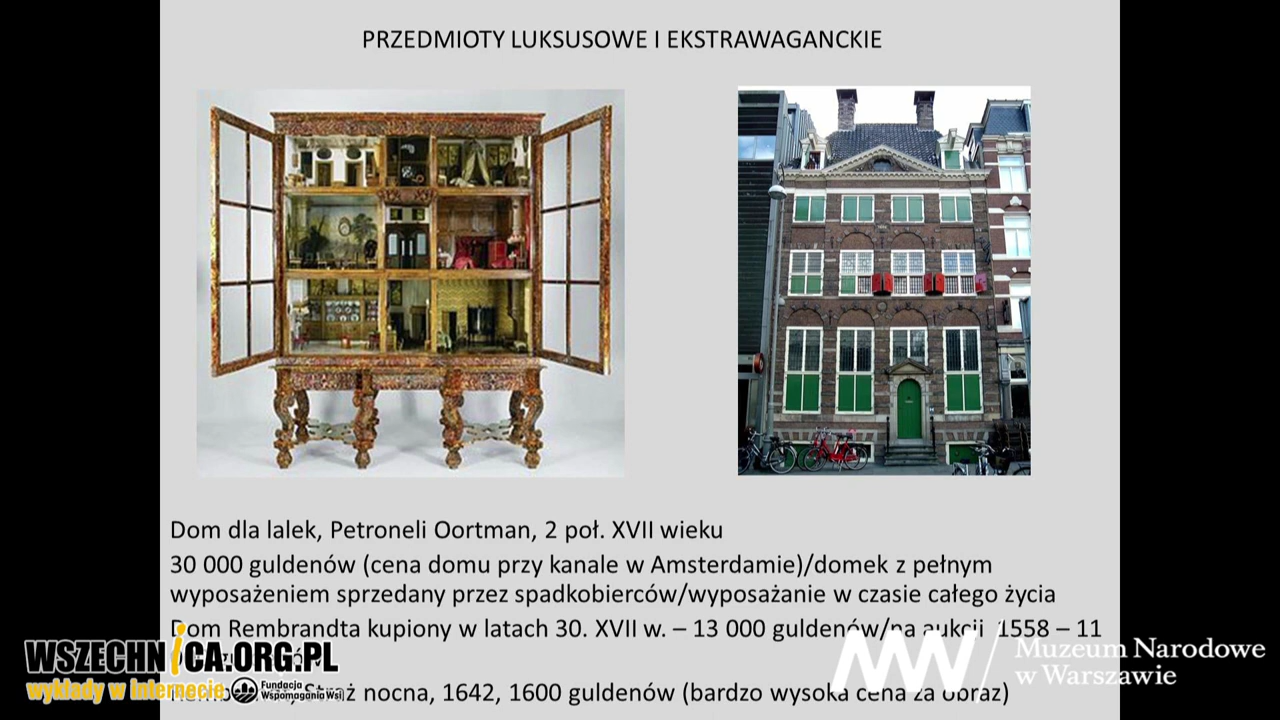 PRZEDMIOTY LUKSUSOWE I EKSTRAWAGANCKIE
Dom dla lalek, Petroneli Oortman, 2 poł. XVII wieku
30 000 guldenów (cena domu przy kanale w Amsterdamie)/domek z pełnym
wyposażeniem sprzedany przez spadkobierców/wyposażanie w czasie całego życia
Dom Rembrandta kupiony w latach 30. XVII w. – 13 000 guldenów/na aukcji 1558 – 11
nocna, 1642, 1600 guldenów (bardzo wysoka cena za obraz)
WSZECHNICA.ORG.PL
wykłady w internecie
Fundacja
Wspomagania Wsi
Muzeum Narodowe
w Warszawie